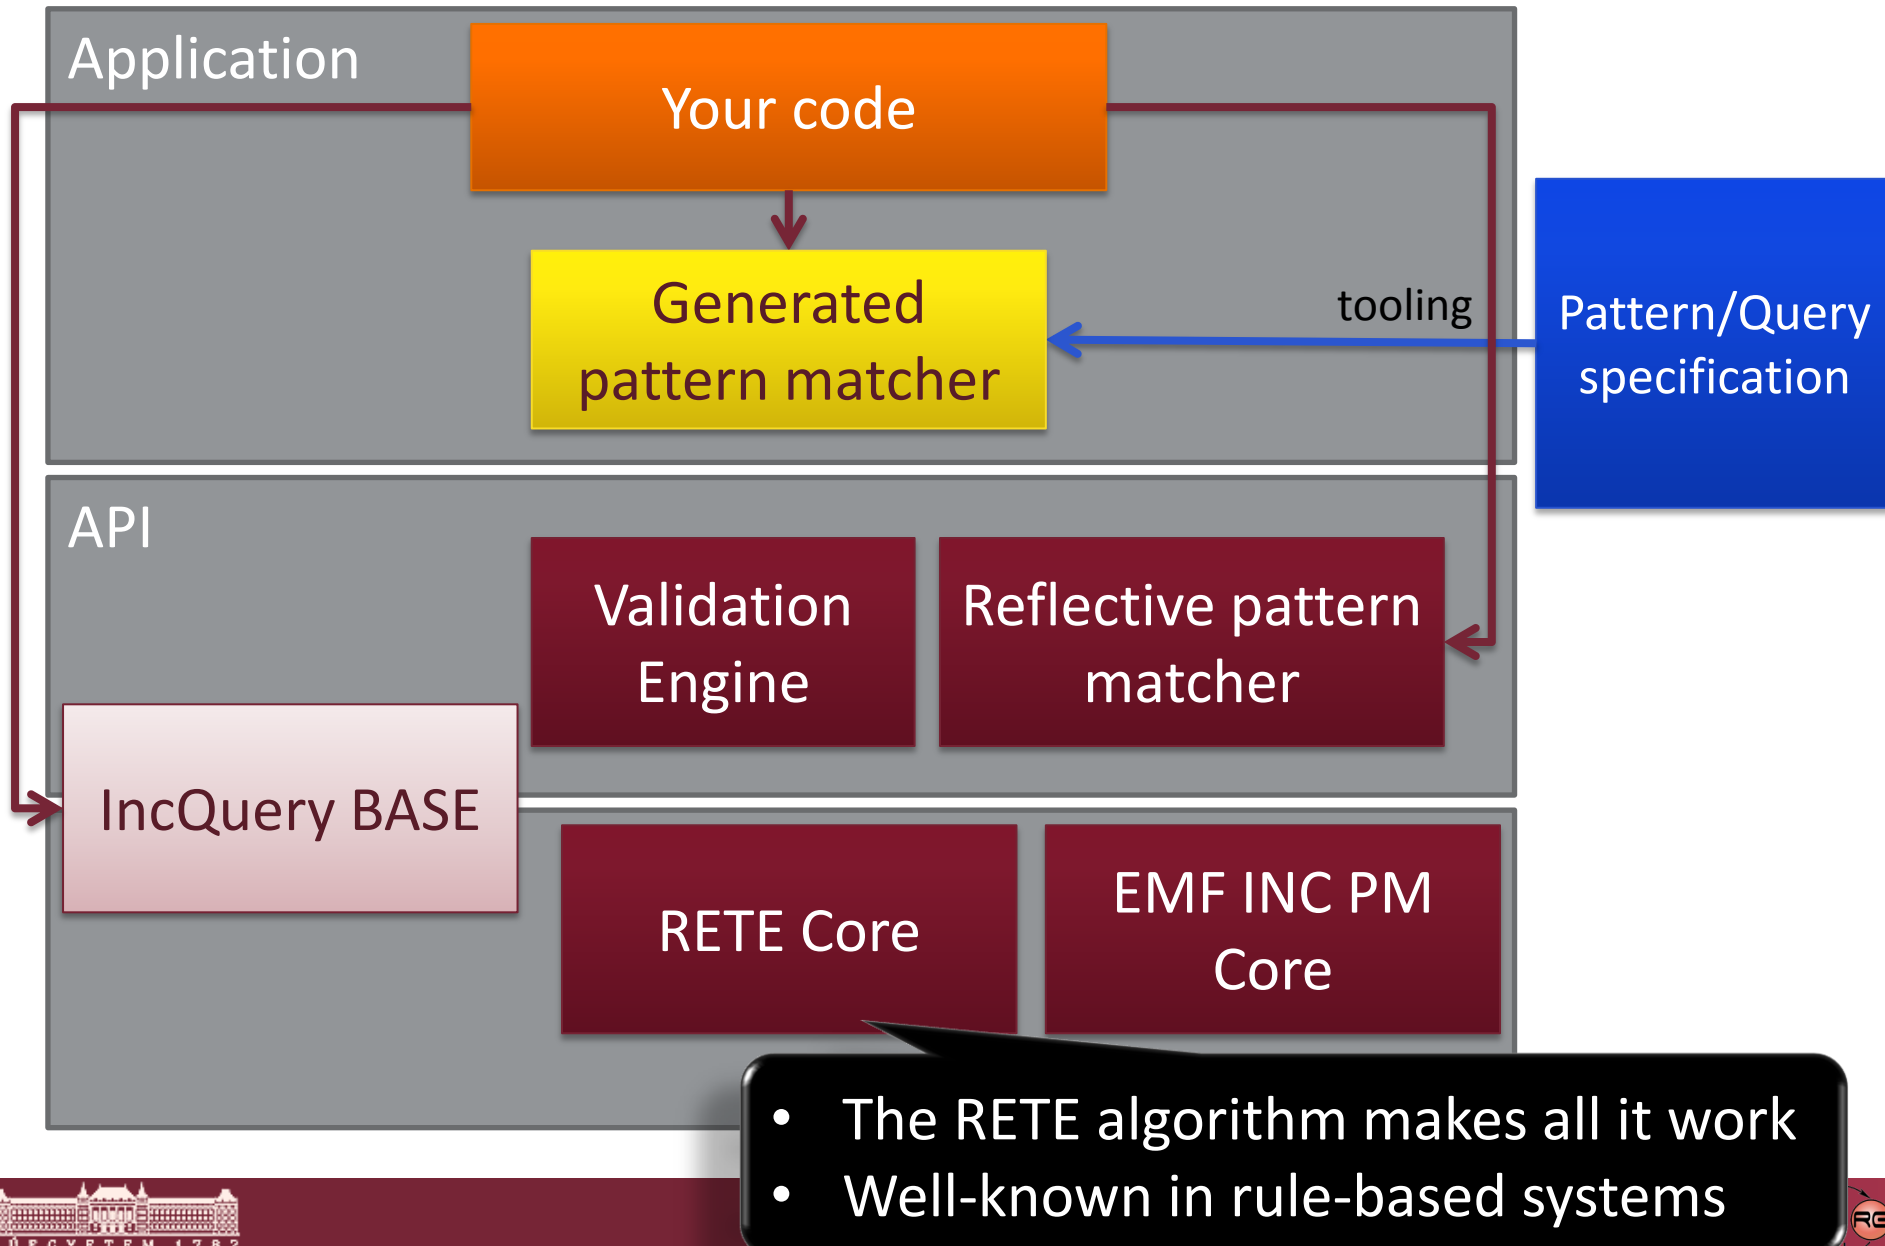 Application
Your code
Generated
pattern matcher
tooling
Pattern/Query
specification
API
Validation
Engine
Reflective pattern
matcher
IncQuery BASE
RETE Core
EMF INC PM
Core
• The RETE algorithm makes all it work
• Well-known in rule-based systems
RG